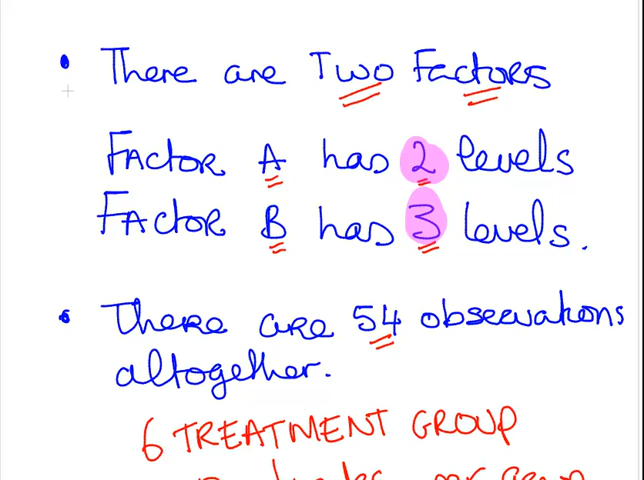 There are Two Factors
Factor A has 2 levels
Factor B has 3 levels.
There are 54 observations
altogether.
6 TREATMENT GROUP